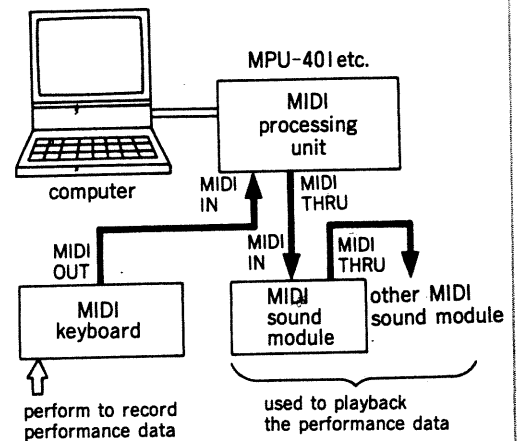 MPU-401 etc.
MIDI
processing
unit
computer
MIDI
IN
MIDI
THRU
MIDI
OUT
MIDI
IN
MIDI
THRU
MIDI
keyboard
MIDI
sound
module
other MIDI
sound module
perform to record
performance data
used to playback
the performance data